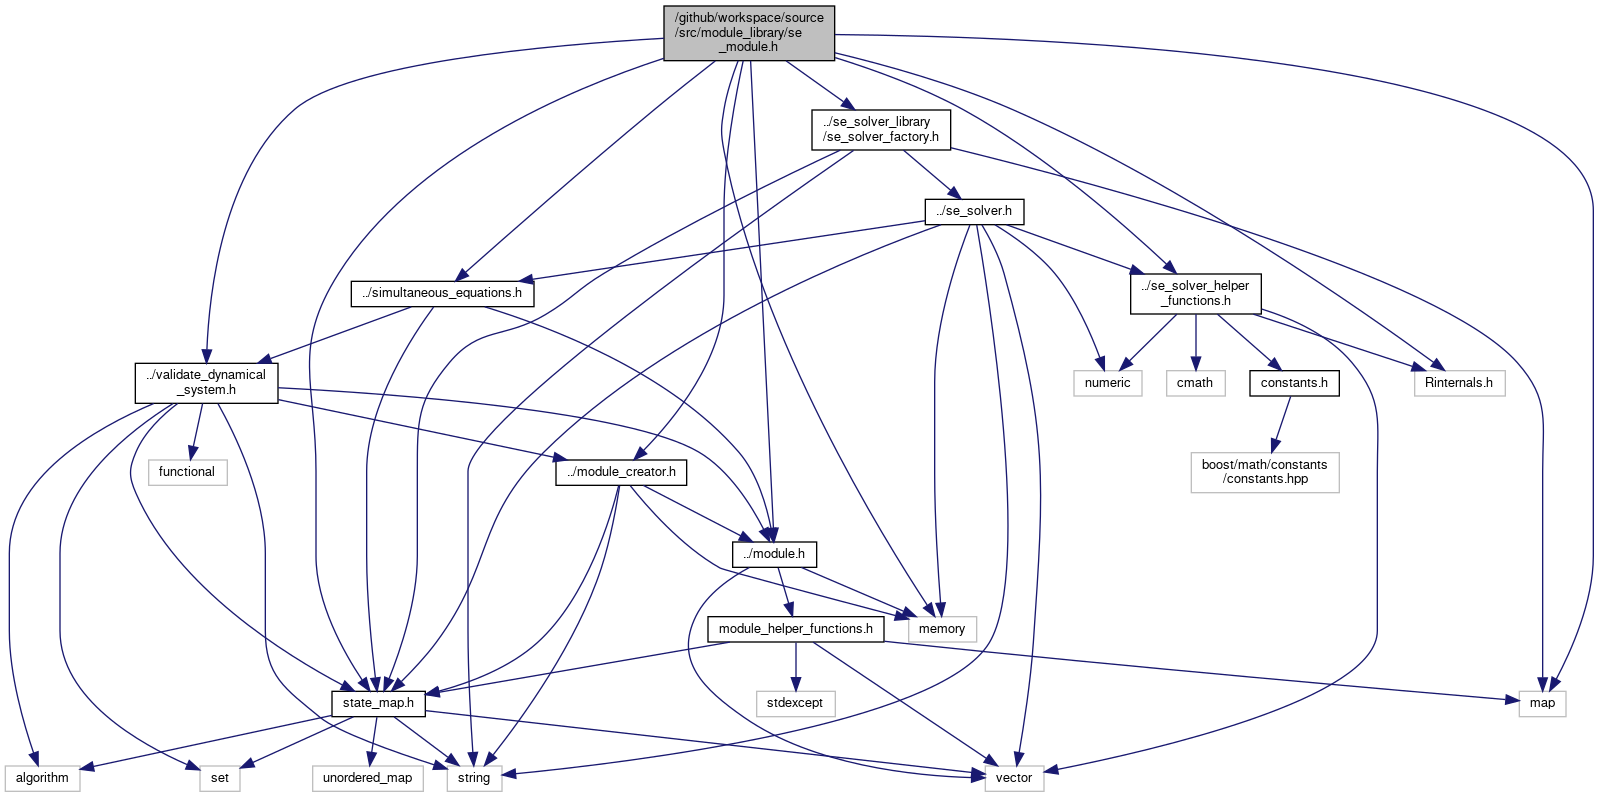 /github/workspace/source
/src/module_library/se
_module.h
../se_solver_library
/se_solver_factory.h
../se_solver.h
../simultaneous_equations.h
../se_solver_helper
_functions.h
../validate_dynamical
_system.h
numeric
cmath
constants.h
Rinternals.h
functional
../module_creator.h
boost/math/constants
/constants.hpp
../module.h
module_helper_functions.h
memory
state_map.h
stdexcept
map
algorithm
set
unordered_map
string
vector